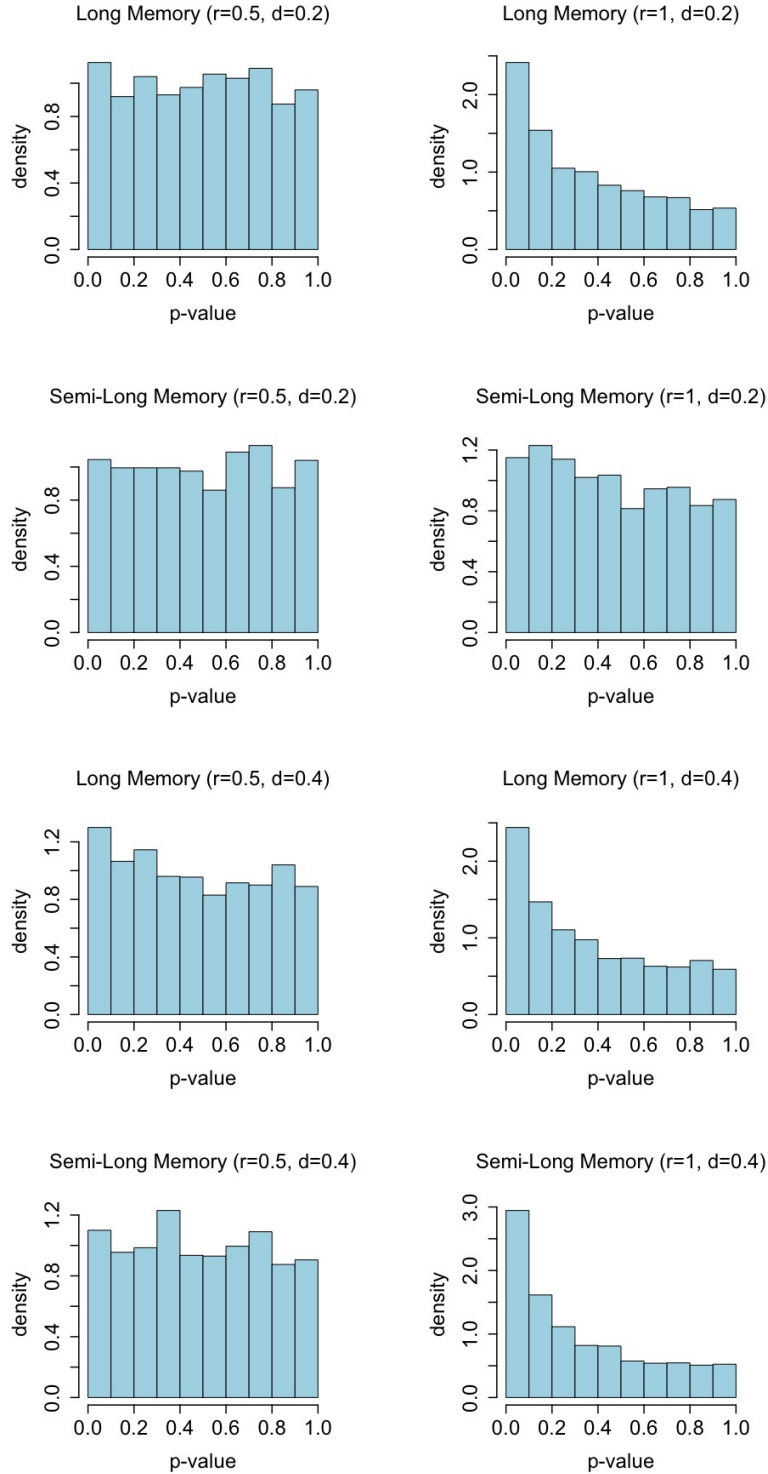 Long Memory (r=0.5, d=0.2)
density
0.0 0.4 0.8
0.0 0.2 0.4 0.6 0.8 1.0
p-value
Long Memory (r=1, d=0.2)
density
0.0 1.0 2.0
0.0 0.2 0.4 0.6 0.8 1.0
p-value
Semi-Long Memory (r=0.5, d=0.2)
density
0.0 0.4 0.8
0.0 0.2 0.4 0.6 0.8 1.0
p-value
Semi-Long Memory (r=1, d=0.2)
density
0.0 0.4 0.8 1.2
0.0 0.2 0.4 0.6 0.8 1.0
p-value
Long Memory (r=0.5, d=0.4)
density
0.0 0.4 0.8 1.2
0.0 0.2 0.4 0.6 0.8 1.0
p-value
Long Memory (r=1, d=0.4)
density
0.0 1.0 2.0
0.0 0.2 0.4 0.6 0.8 1.0
p-value
Semi-Long Memory (r=0.5, d=0.4)
density
0.0 0.4 0.8 1.2
0.0 0.2 0.4 0.6 0.8 1.0
p-value
Semi-Long Memory (r=1, d=0.4)
density
0.0 1.0 2.0 3.0
0.0 0.2 0.4 0.6 0.8 1.0
p-value